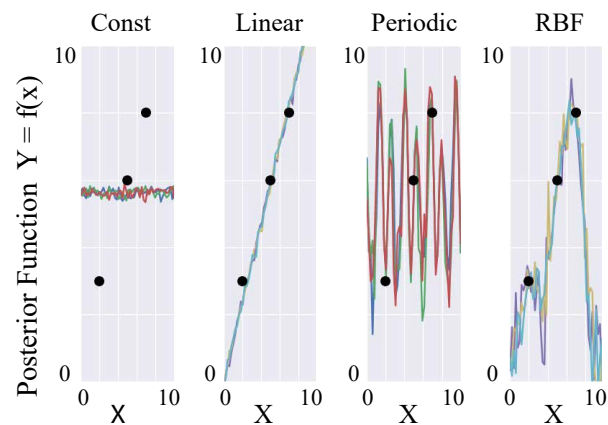 Const Linear Periodic RBF
Posterior Function Y = f(x)
10 10 10 10
0 0 0 0
0 10 0 10 0 10 0 10
X X X X